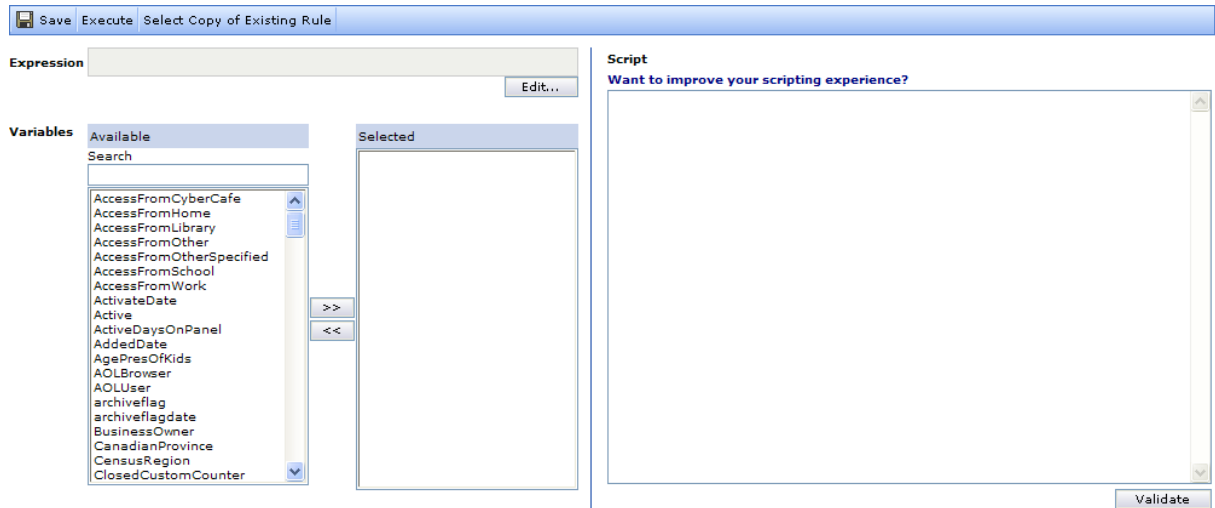 Save Execute Select Copy of Existing Rule
Expression
Edit...
Variables Available
Search
AccessFromCyberCafe
AccessFromHome
AccessFromLibrary
AccessFromOther
AccessFromOtherSpecified
AccessFromSchool
AccessFromWork
ActivateDate
Active
ActiveDaysOnPanel
AddedDate
AgePresOfKids
AOLBrowser
AOLUser
archiveflag
archiveflagdate
BusinessOwner
CanadianProvince
CensusRegion
ClosedCustomCounter
>>
<<
Selected
Script
Want to improve your scripting experience?
Validate